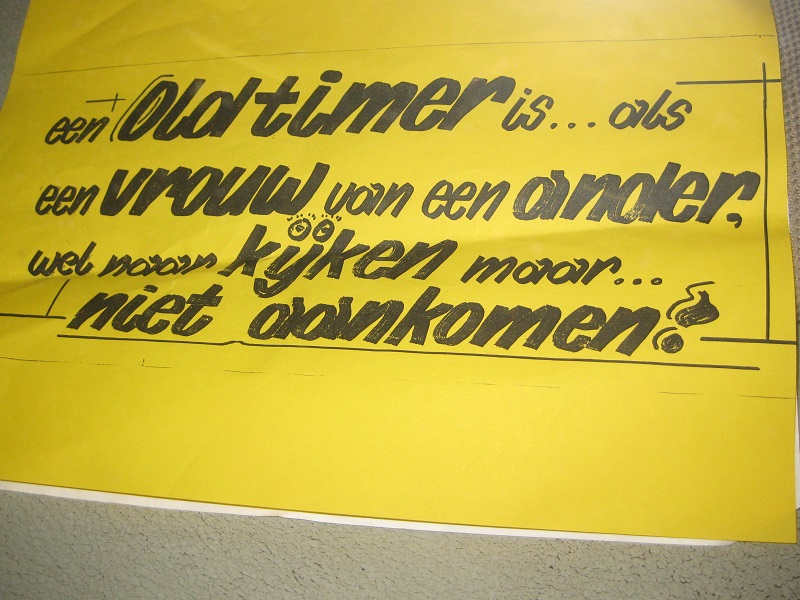 een Oldtimer is... als
een vrouw van een ander,
wel naar kijken maar...
niet aankomen!